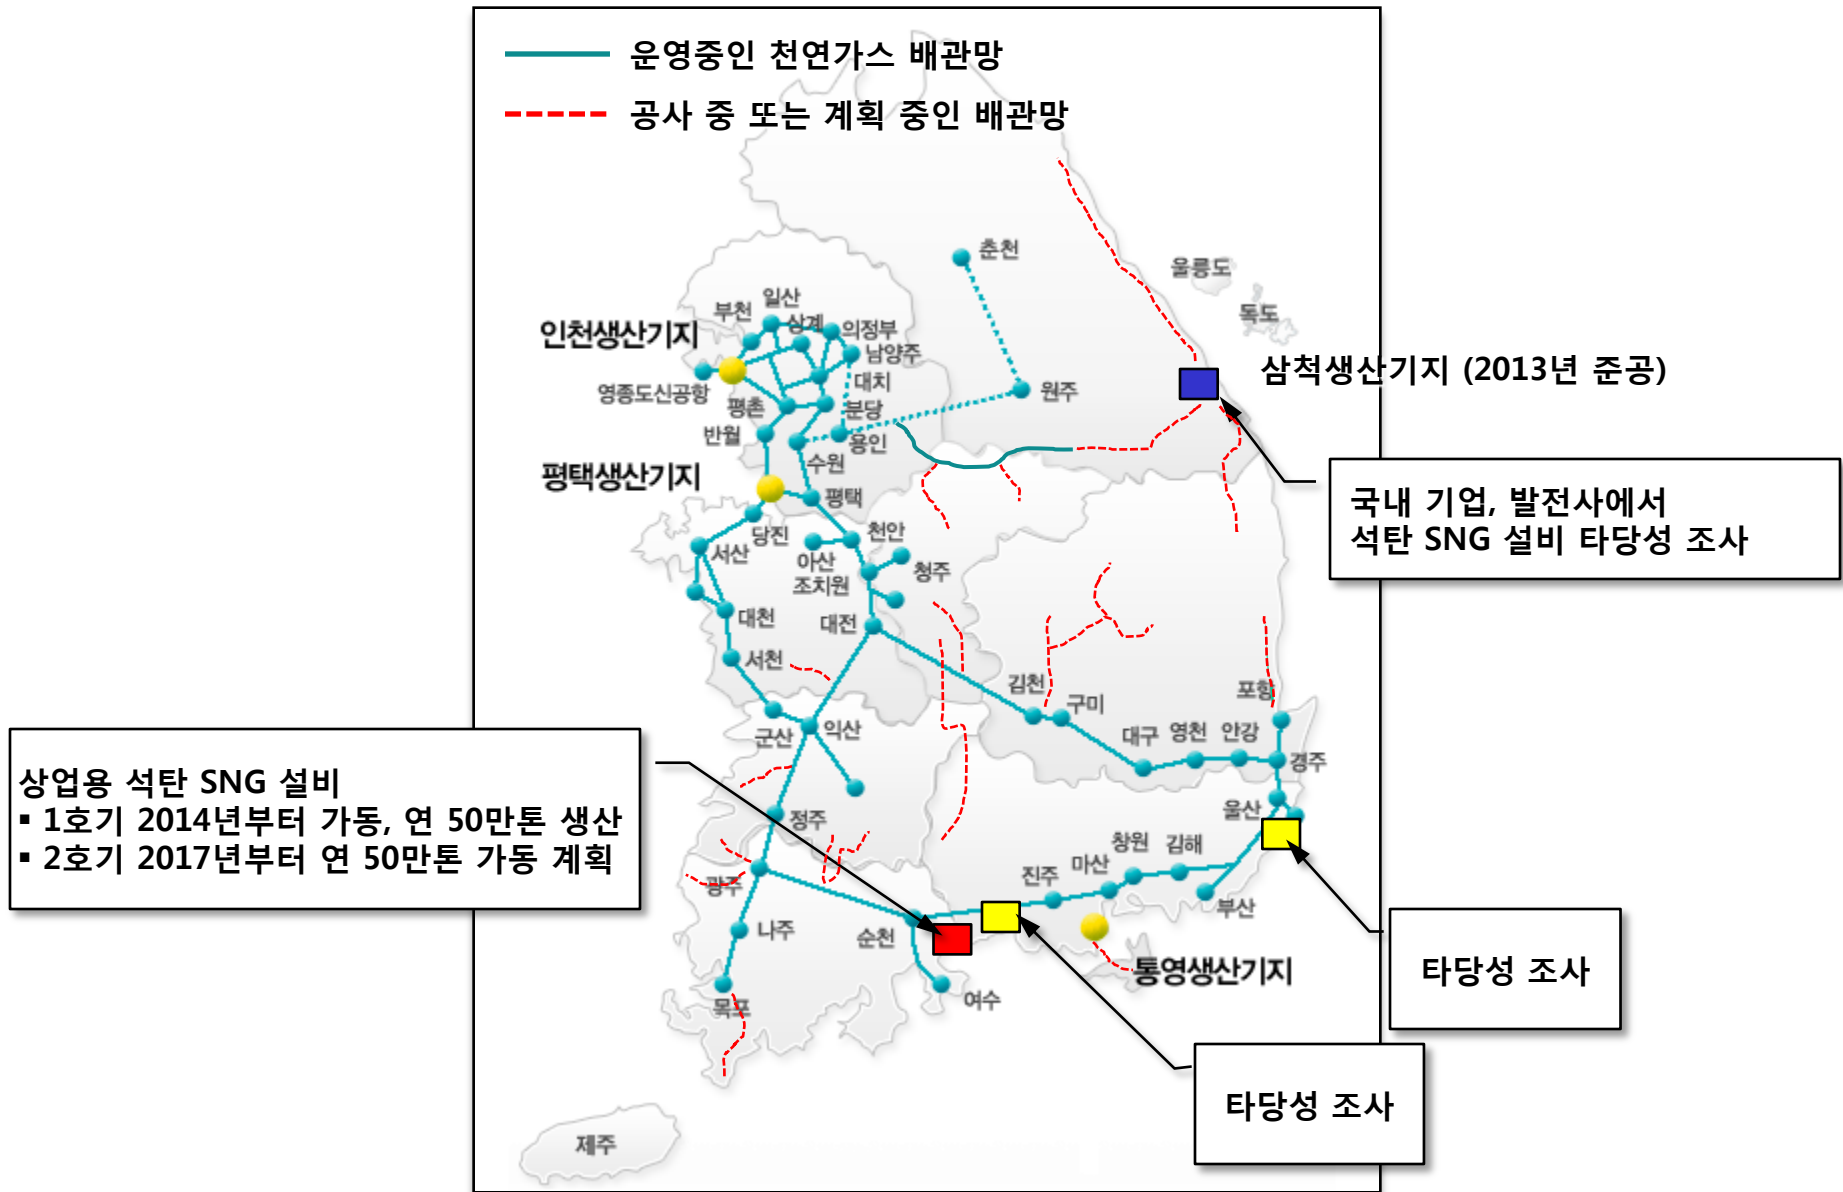 운영중인 천연가스 배관망
공사 중 또는 계획 중인 배관망
춘천
울릉도
독도
일산
부천
상계
의정부
인천생산기지
남양주
삼척생산기지 (2013년 준공)
대치
영종도신공항
원주
평촌
분당
반월
용인
수원
평택생산기지
평택
국내 기업, 발전사에서
석탄 SNG 설비 타당성 조사
당진
천안
서산
아산
청주
조치원
대천
대전
서천
김천
포항
구미
군산
익산
대구
영천
안강
경주
상업용 석탄 SNG 설비
▪ 1호기 2014년부터 가동, 연 50만톤 생산
▪ 2호기 2017년부터 연 50만톤 가동 계획
울산
정주
창원
김해
마산
진주
광주
부산
나주
순천
통영생산기지
타당성 조사
여수
목포
타당성 조사
제주